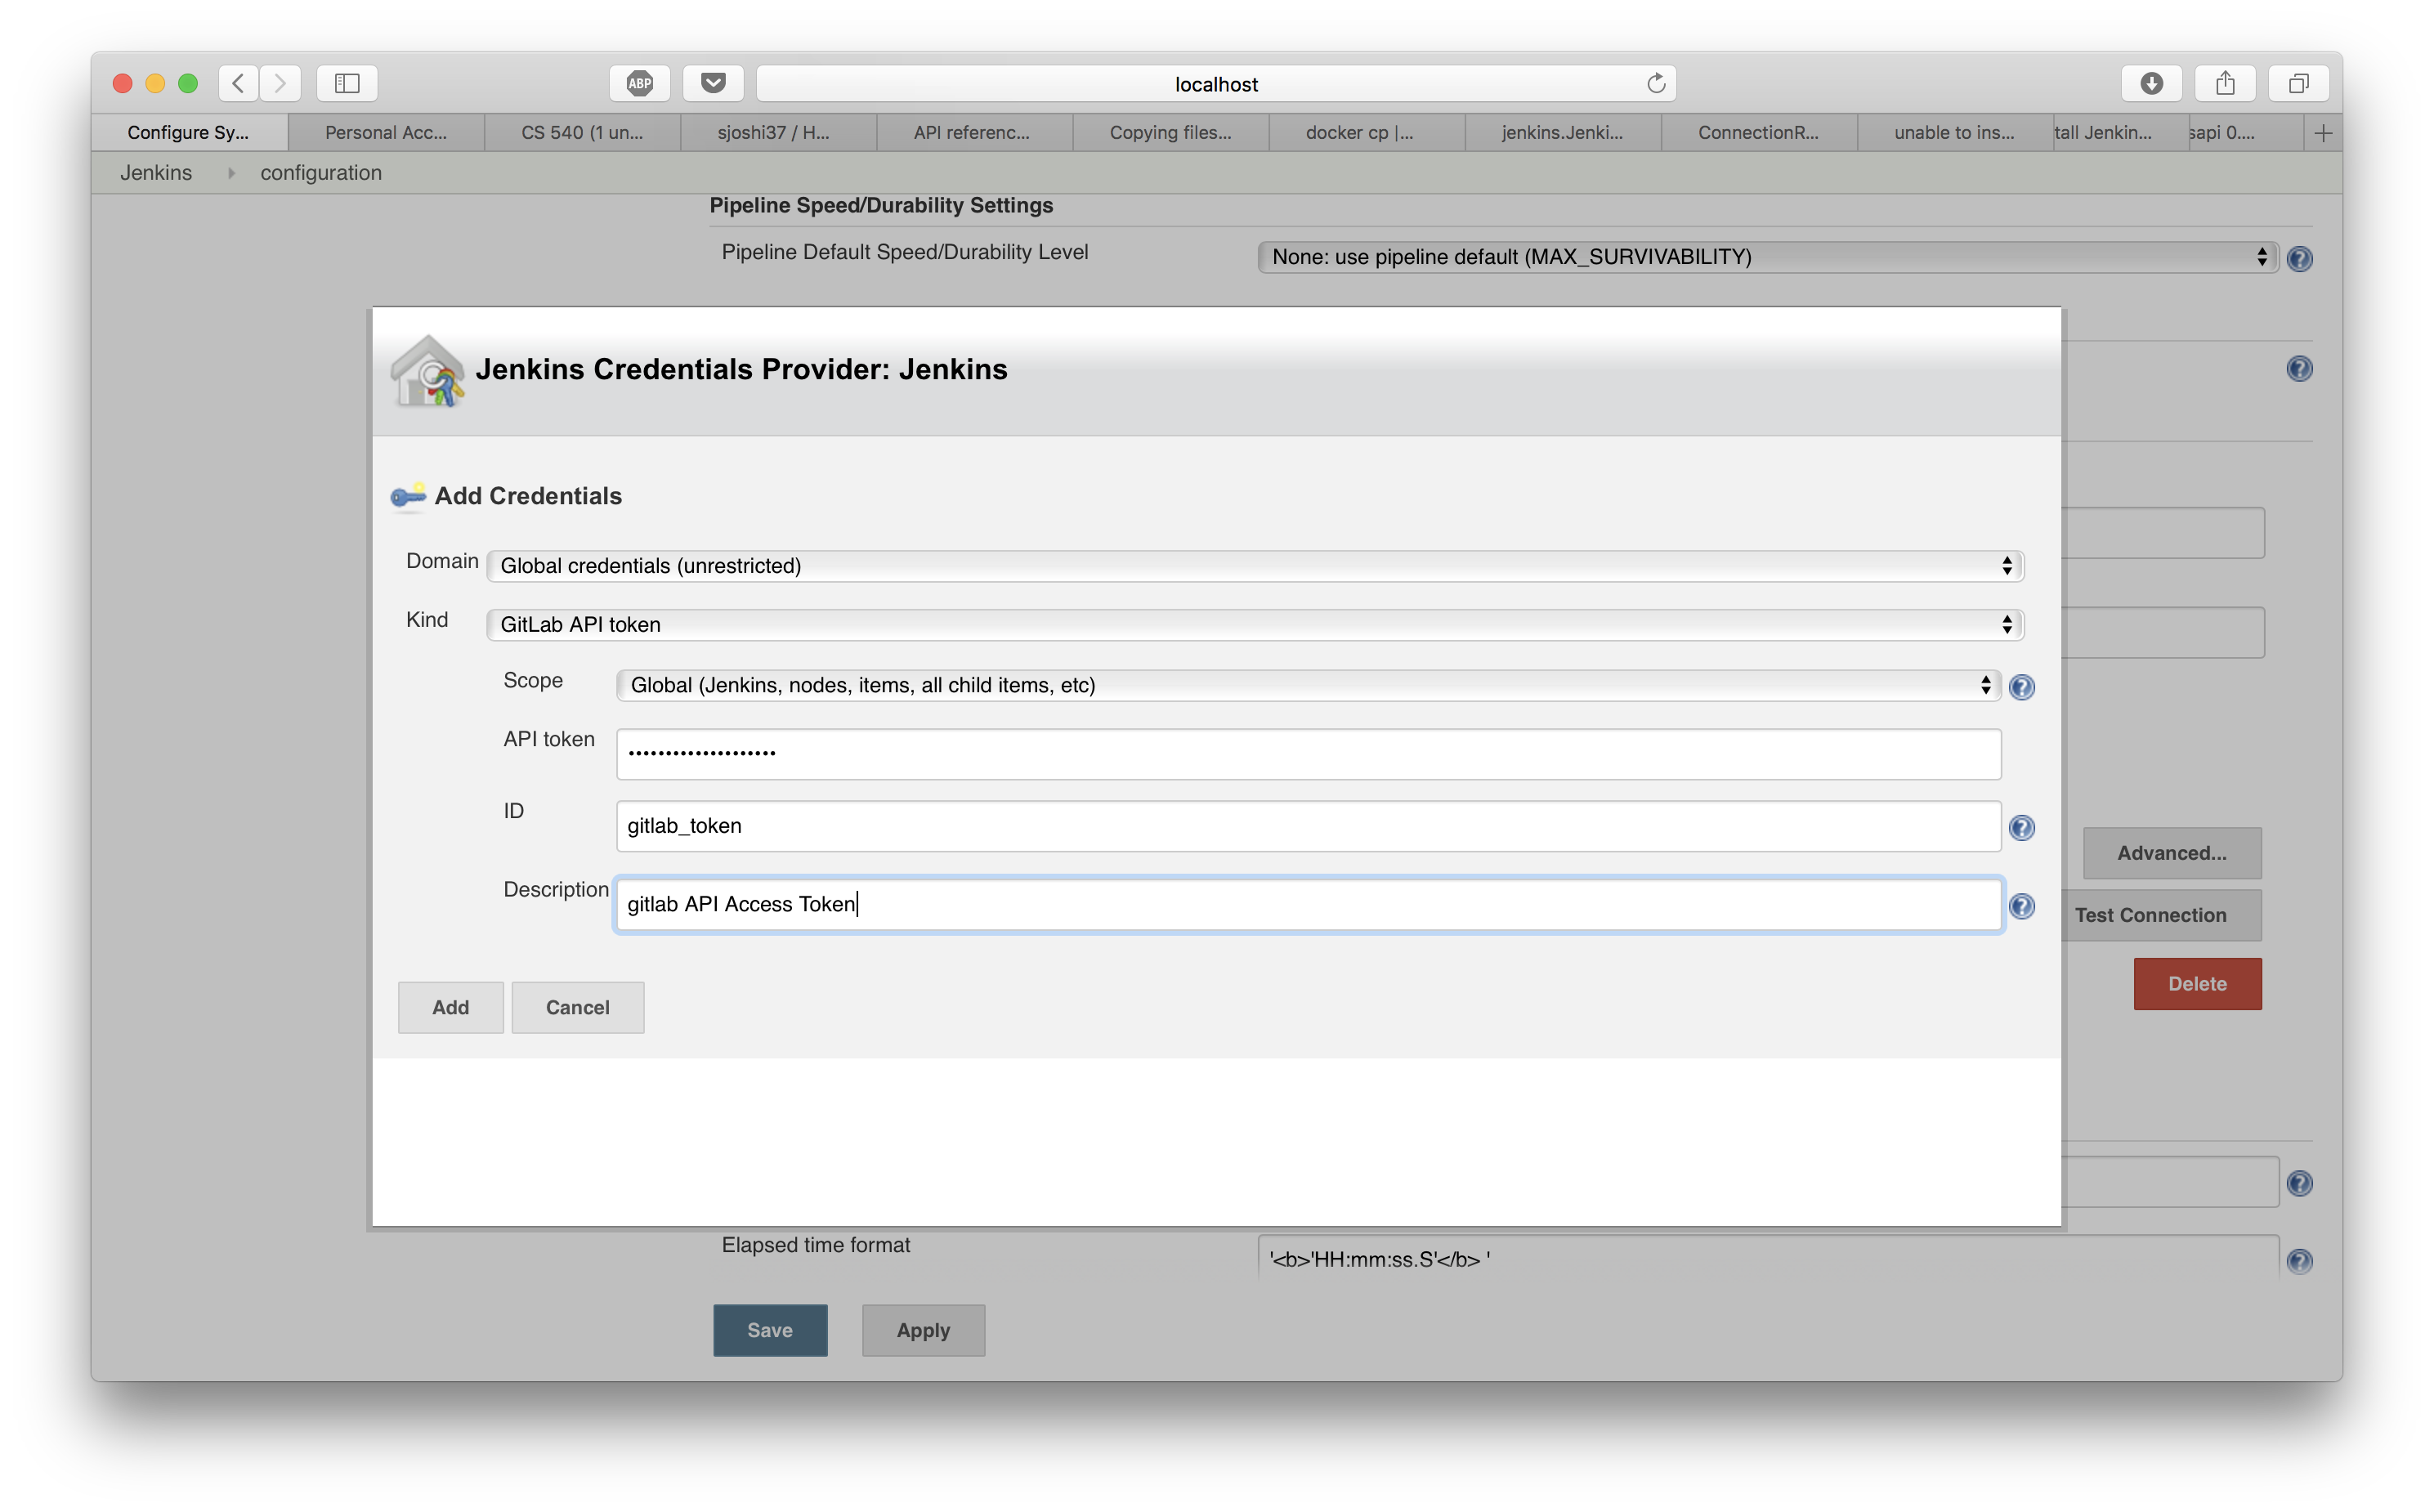 ABP
localhost
Configure Sy... Personal Acc... CS 540 (1 un... sjoshi37 / H... API referenc... Copying files... docker cp |... jenkins.Jenki... ConnectionR... unable to ins... tall Jenkin... sapi 0....
Jenkins configuration
Pipeline Speed/Durability Settings
Pipeline Default Speed/Durability Level None: use pipeline default (MAX_SURVIVABILITY)
Jenkins Credentials Provider: Jenkins
Add Credentials
Domain Global credentials (unrestricted)
Kind GitLab API token
Scope Global (Jenkins, nodes, items, all child items, etc)
API token ••••••••••••••••••••
ID gitlab_token
Advanced...
Description gitlab API Access Token
Test Connection
Delete
Add Cancel
Elapsed time format '<b>'HH:mm:ss.S'</b> '
Save Apply